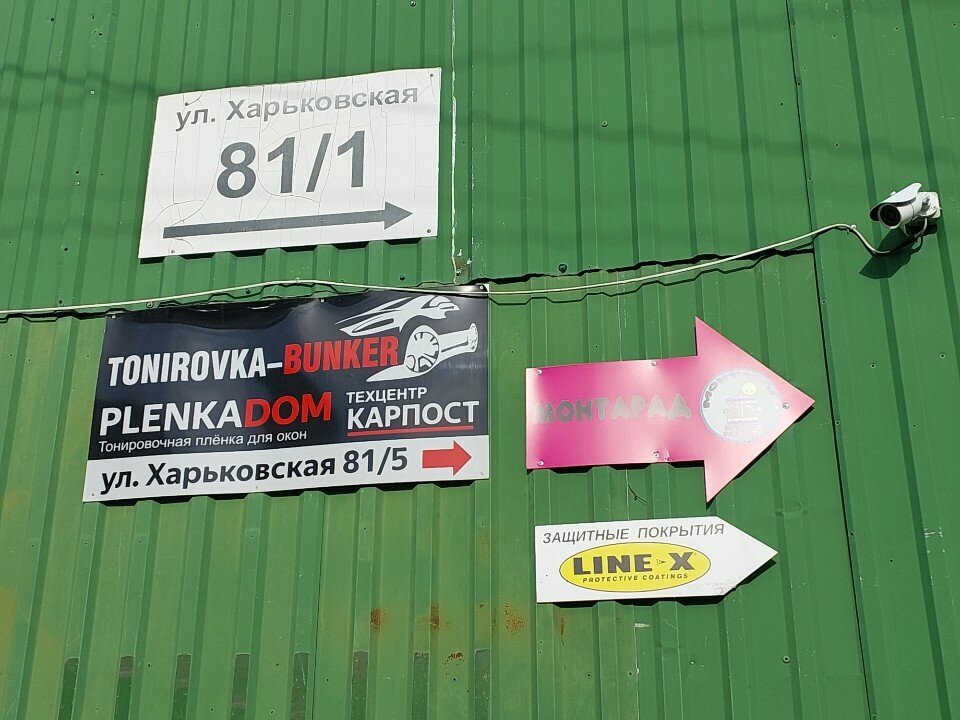 ул. Харьковская
81/1
TONIROVKA-BUNKER
PLENKADOM
Тонировочная плёнка для окон
ТЕХЦЕНТР
КАРПОСТ
ул. Харьковская 81/5
МОНТАРАД
ЗАЩИТНЫЕ ПОКРЫТИЯ
LINE-X
PROTECTIVE COATINGS